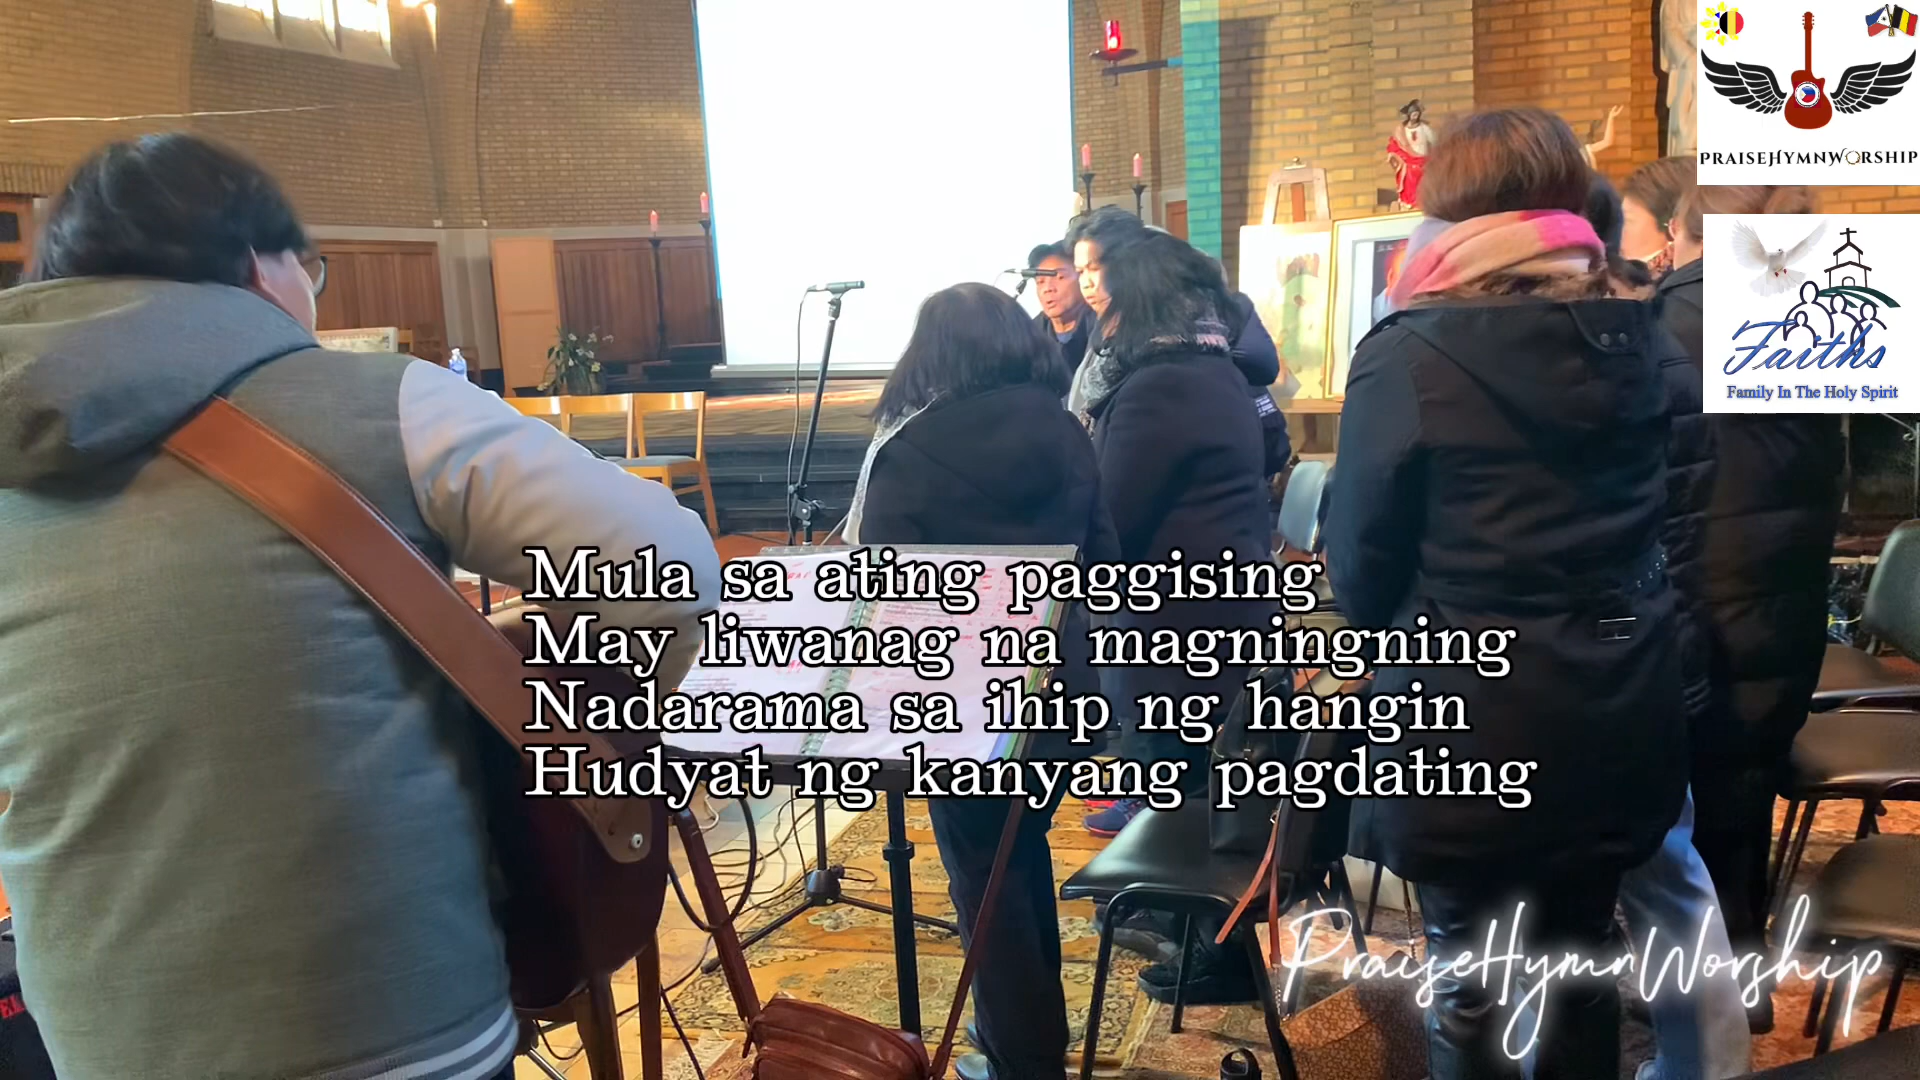 PRAISEHYMNWORSHIP
Faiths
Family In The Holy Spirit
Mula sa ating paggising
May liwanag na magningning
Nadarama sa ihip ng hangin
Hudyat ng kanyang pagdating
PraiseHymnWorship